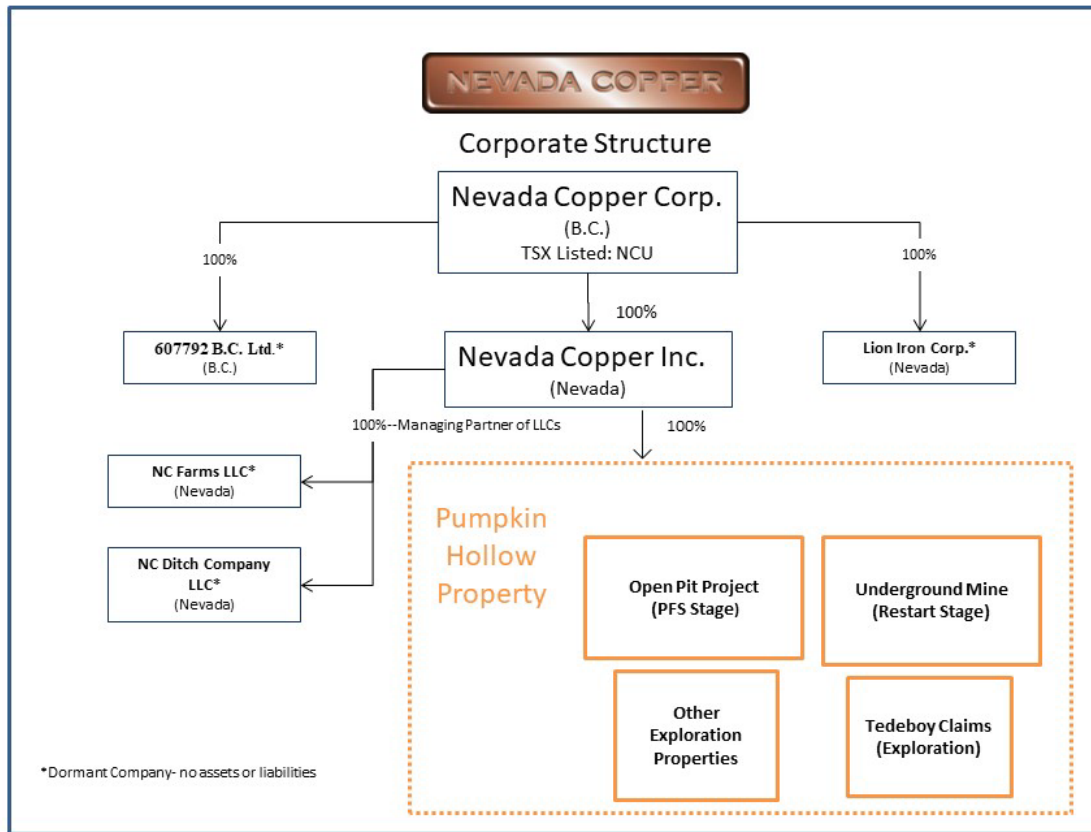 NEVADA COPPER
Corporate Structure
Nevada Copper Corp.
(B.C.)
TSX Listed: NCU
100%
100%
100%
607792 B.C. Ltd.*
(B.C.)
Nevada Copper Inc.
(Nevada)
Lion Iron Corp.*
(Nevada)
100%--Managing Partner of LLCs
100%
NC Farms LLC*
(Nevada)
NC Ditch Company
LLC*
(Nevada)
Pumpkin
Hollow
Property
Open Pit Project
(PFS Stage)
Underground Mine
(Restart Stage)
Other
Exploration
Properties
Tedeboy Claims
(Exploration)
*Dormant Company- no assets or liabilities